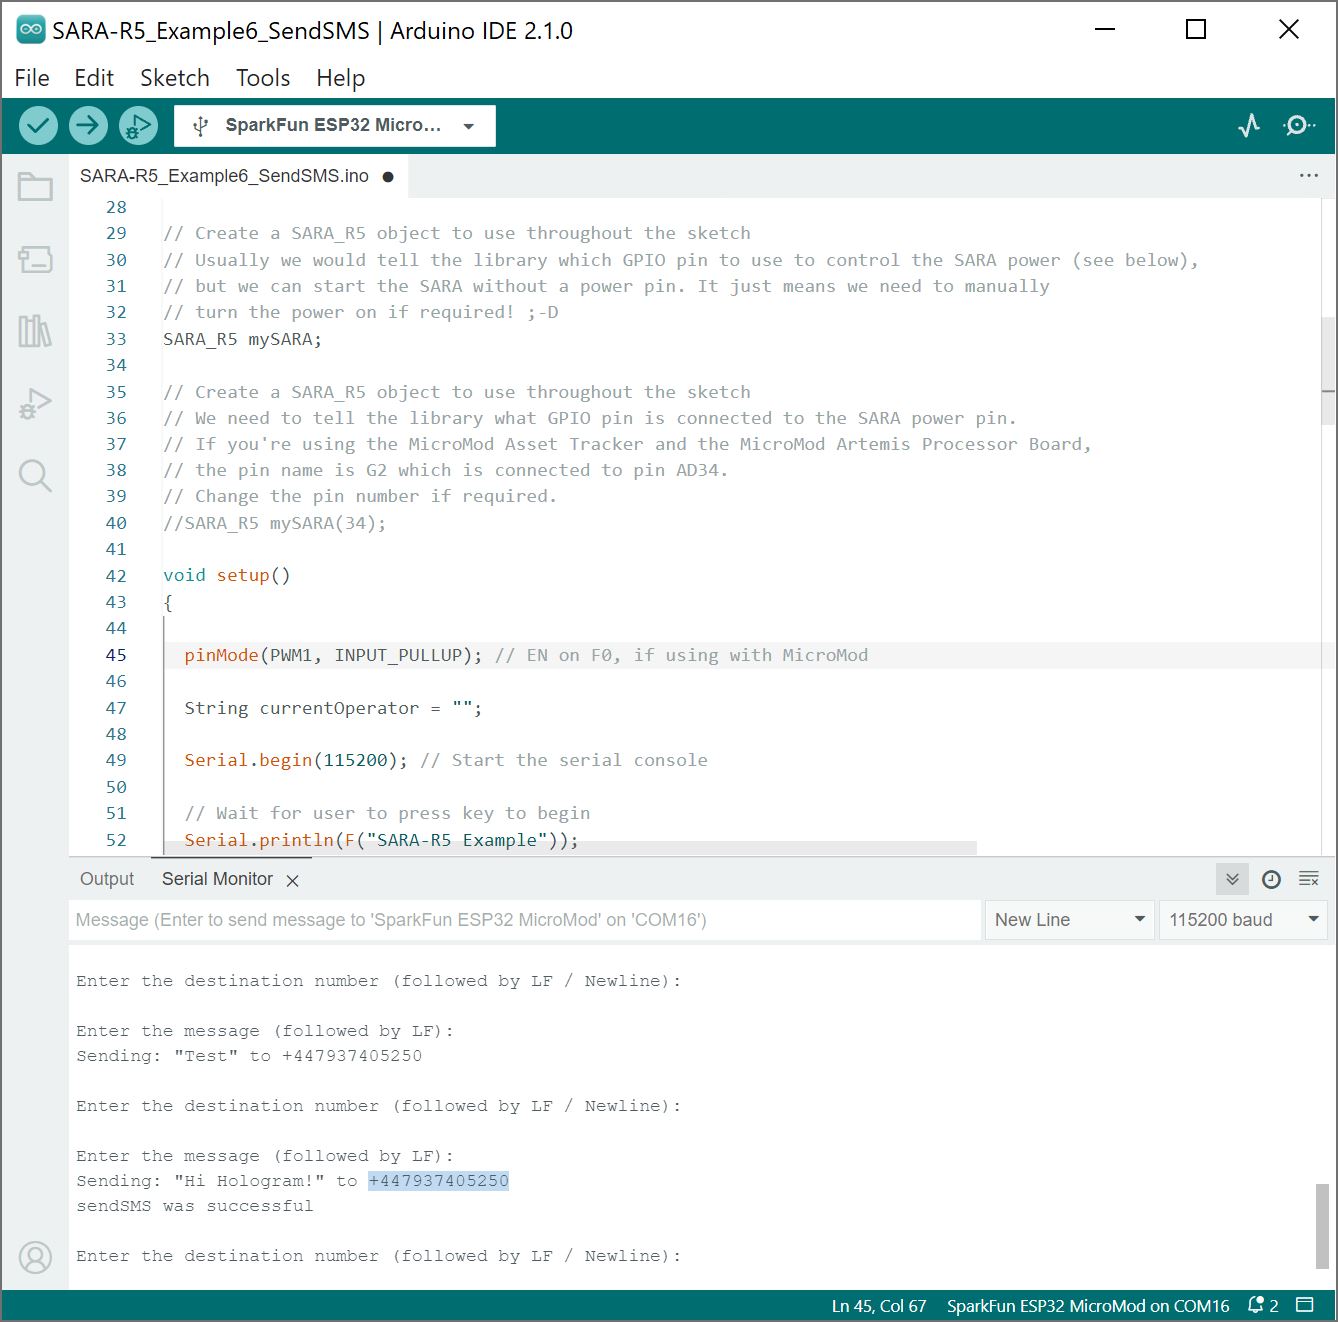 SARA-R5_Example6_SendSMS | Arduino IDE 2.1.0
File Edit Sketch Tools Help
SparkFun ESP32 Micro...
SARA-R5_Example6_SendSMS.ino
28
29 // Create a SARA_R5 object to use throughout the sketch
30 // Usually we would tell the library which GPIO pin to use to control the SARA power (see below),
31 // but we can start the SARA without a power pin. It just means we need to manually
32 // turn the power on if required! ;-D
33 SARA_R5 mySARA;
34
35 // Create a SARA_R5 object to use throughout the sketch
36 // We need to tell the library what GPIO pin is connected to the SARA power pin.
37 // If you're using the MicroMod Asset Tracker and the MicroMod Artemis Processor Board,
38 // the pin name is G2 which is connected to pin AD34.
39 // Change the pin number if required.
40 //SARA_R5 mySARA(34);
41
42 void setup()
43 {
44
45 pinMode(PWM1, INPUT_PULLUP); // EN on F0, if using with MicroMod
46
47 String currentOperator = "";
48
49 Serial.begin(115200); // Start the serial console
50
51 // Wait for user to press key to begin
52 Serial.println(F("SARA-R5 Example"));
Output Serial Monitor
Message (Enter to send message to 'SparkFun ESP32 MicroMod' on 'COM16') New Line 115200 baud
Enter the destination number (followed by LF / Newline):
Enter the message (followed by LF):
Sending: "Test" to +447937405250
Enter the destination number (followed by LF / Newline):
Enter the message (followed by LF):
Sending: "Hi Hologram!" to +447937405250
sendSMS was successful
Enter the destination number (followed by LF / Newline):
Ln 45, Col 67 SparkFun ESP32 MicroMod on COM16 2